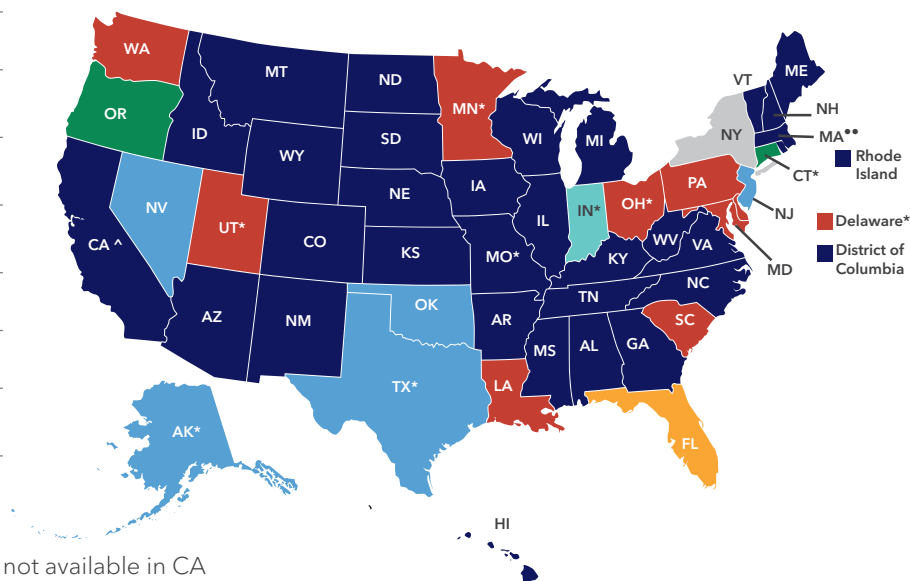 WA
MT
ND
MN*
VT
ME
OR
ID
SD
WI
MI
NY
NH
MA••
Rhode
Island
WY
CT*
NV
UT*
NE
IA
IL
IN*
OH*
PA
NJ
Delaware*
CA ^
CO
KS
MO*
KY
WV
VA
MD
District of
Columbia
AZ
NM
OK
AR
TN
NC
SC
TX*
LA
MS
AL
GA
AK*
FL
HI
not available in CA